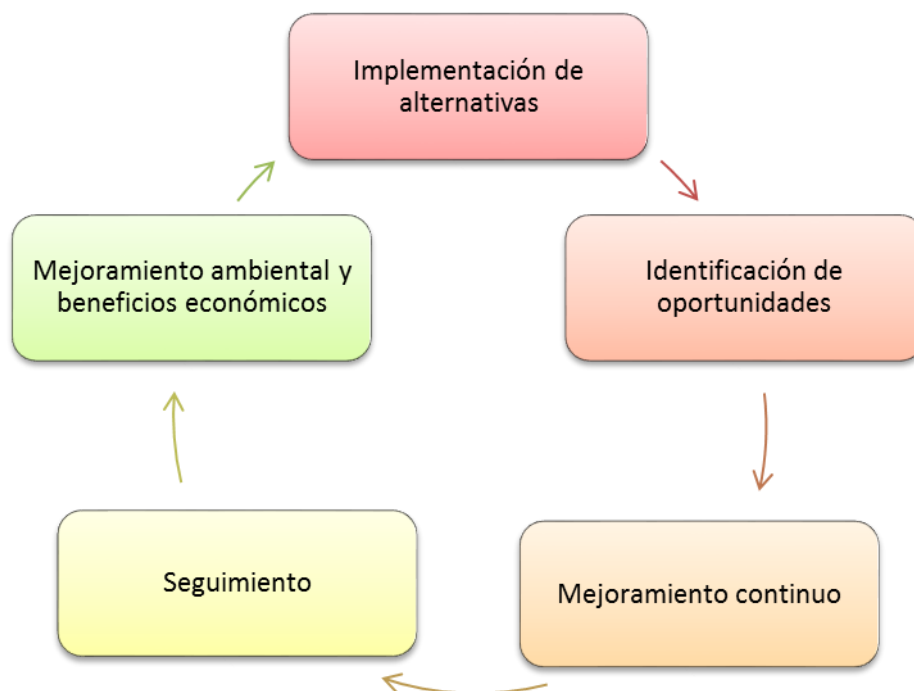 Implementación de
alternativas
Identificación de
oportunidades
Mejoramiento continuo
Seguimiento
Mejoramiento ambiental y
beneficios económicos